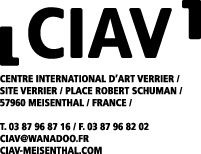 CIAV
CENTRE INTERNATIONAL D'ART VERRIER /
SITE VERRIER / PLACE ROBERT SCHUMAN /
57960 MEISENTHAL / FRANCE /
T. 03 87 96 87 16 / F. 03 87 96 82 02
CIAV@WANADOO.FR
CIAV-MEISENTHAL.COM